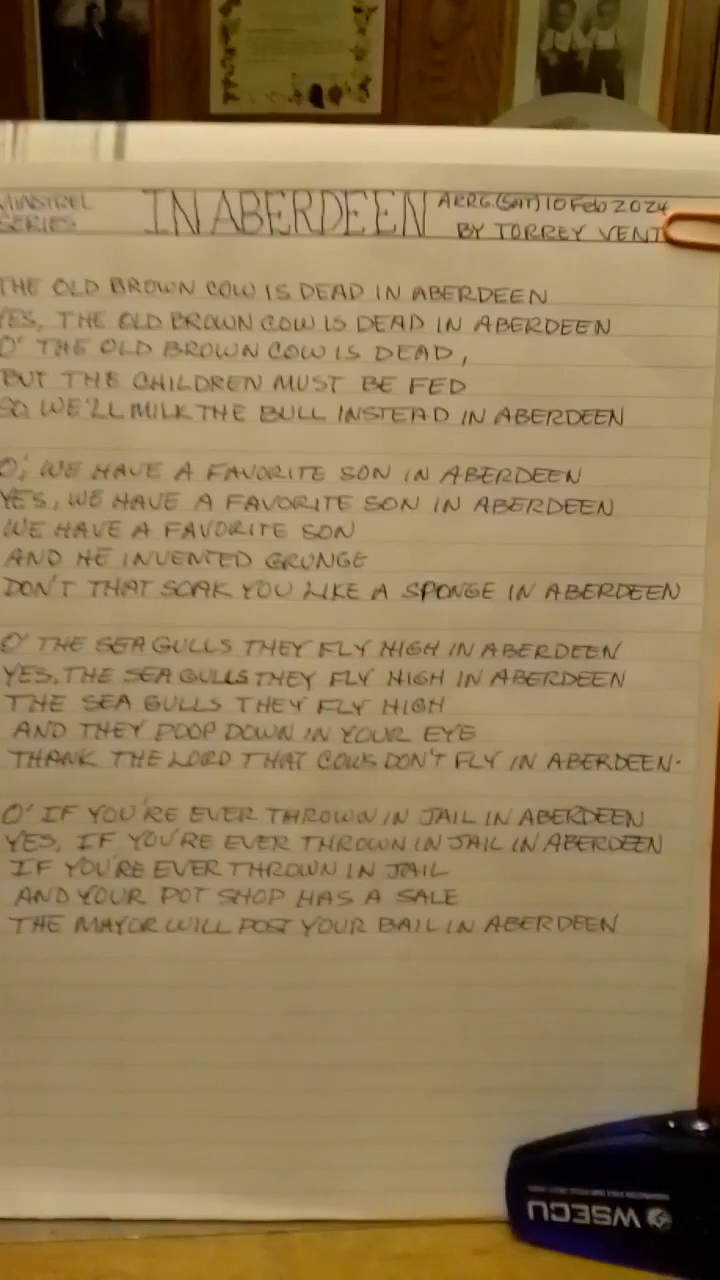 MINSTREL SERIES
IN ABERDEEN
ARRG.(SAT) 10 Feb 2024
BY TORREY VENT
THE OLD BROWN COW IS DEAD IN ABERDEEN
YES, THE OLD BROWN COW IS DEAD IN ABERDEEN
O' THE OLD BROWN COW IS DEAD,
BUT THE CHILDREN MUST BE FED
SO WE'LL MILK THE BULL INSTEAD IN ABERDEEN
O', WE HAVE A FAVORITE SON IN ABERDEEN
YES, WE HAVE A FAVORITE SON IN ABERDEEN
WE HAVE A FAVORITE SON
AND HE INVENTED GRUNGE
DON'T THAT SOAK YOU LIKE A SPONGE IN ABERDEEN
O' THE SEA GULLS THEY FLY HIGH IN ABERDEEN
YES, THE SEA GULLS THEY FLY HIGH IN ABERDEEN
THE SEA GULLS THEY FLY HIGH
AND THEY POOP DOWN IN YOUR EYE
THANK THE LORD THAT COWS DON'T FLY IN ABERDEEN.
O' IF YOU'RE EVER THROWN IN JAIL IN ABERDEEN
YES, IF YOU'RE EVER THROWN IN JAIL IN ABERDEEN
IF YOU'RE EVER THROWN IN JAIL
AND YOUR POT SHOP HAS A SALE
THE MAYOR WILL POST YOUR BAIL IN ABERDEEN
WSECU